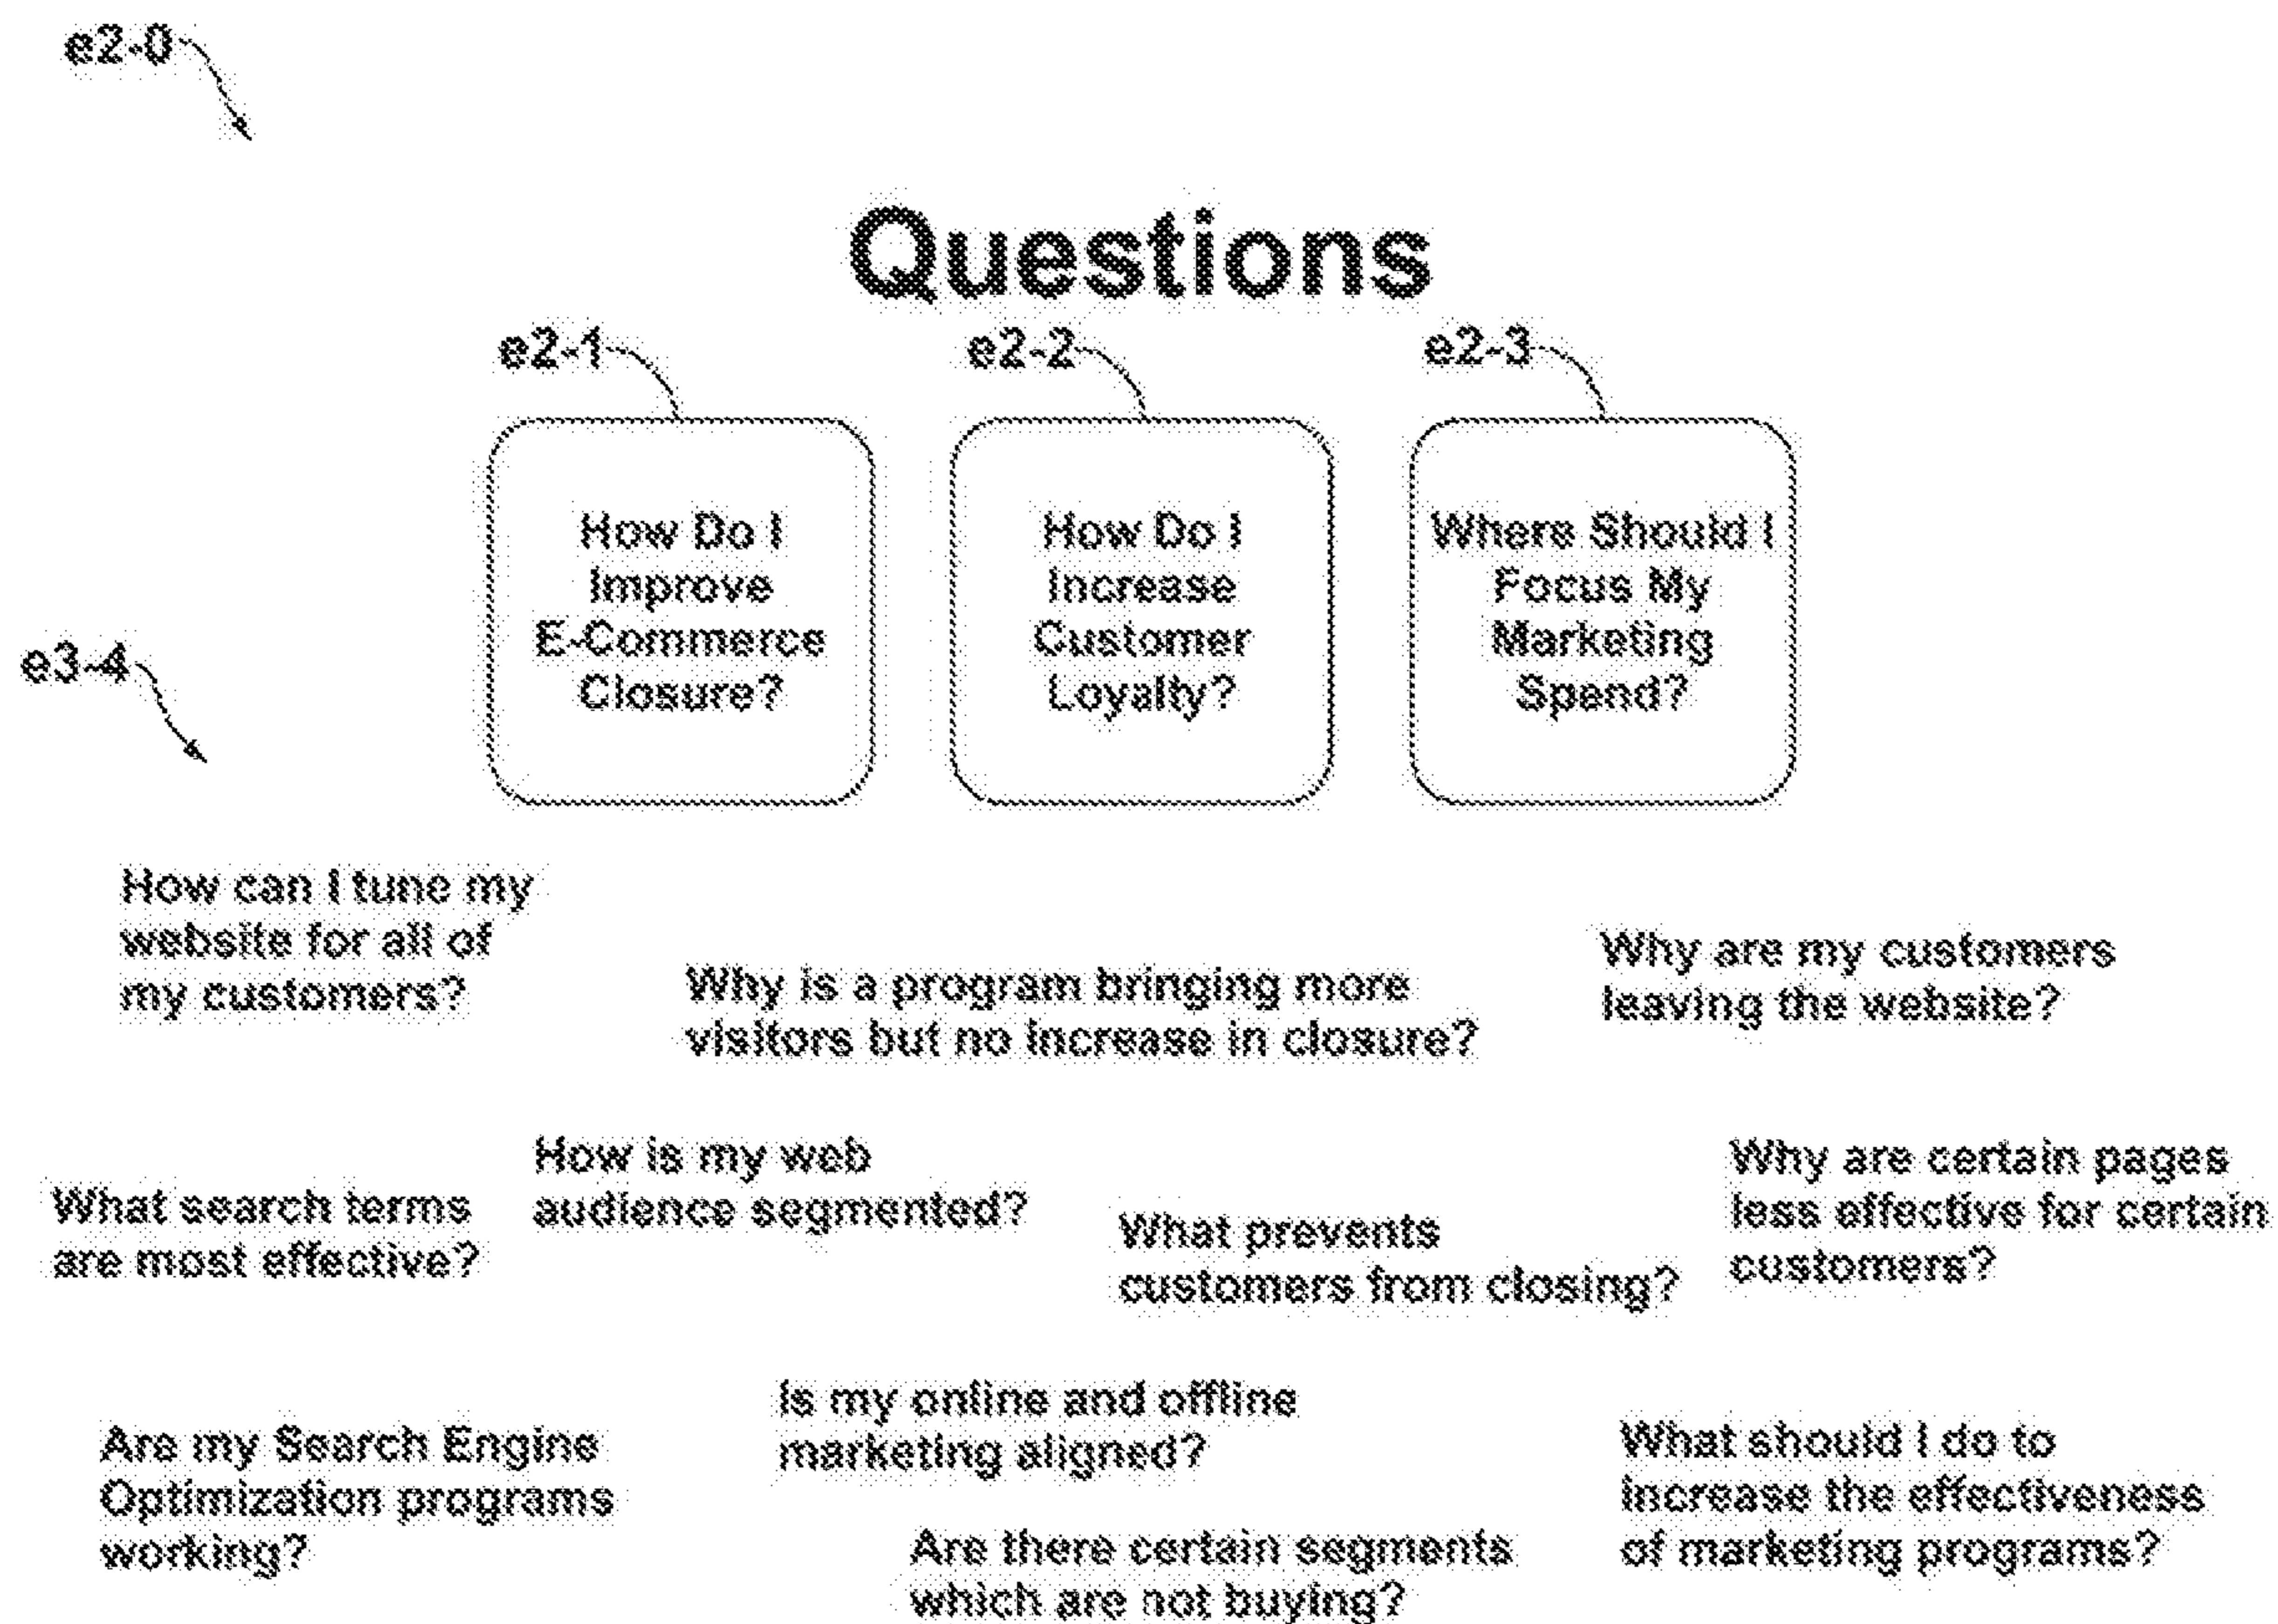 e2-0
Questions
e2-1
e2-2
e2-3
How Do I
Improve
E-Commerce
Closure?
How Do I
Increase
Customer
Loyalty?
Where Should I
Focus My
Marketing
Spend?
e3-4
How can I tune my
website for all of
my customers?
Why is a program bringing more
visitors but no increase in closure?
Why are my customers
leaving the website?
What search terms
are most effective?
How is my web
audience segmented?
What prevents
customers from closing?
Why are certain pages
less effective for certain
customers?
Are my Search Engine
Optimization programs
working?
Is my online and offline
marketing aligned?
Are there certain segments
which are not buying?
What should I do to
increase the effectiveness
of marketing programs?